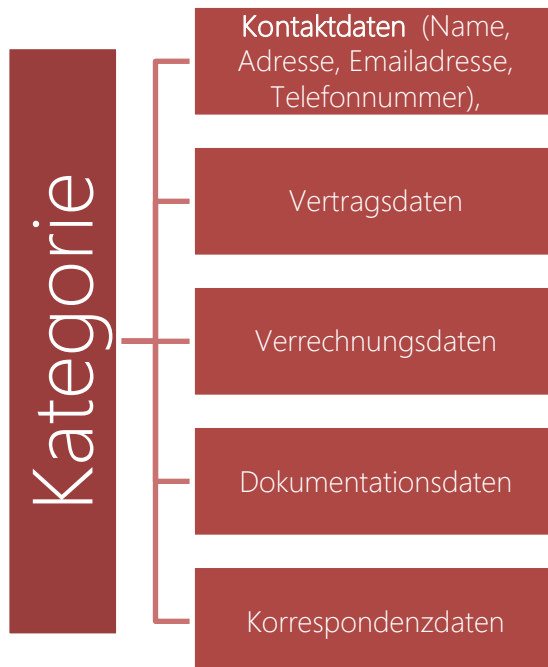 Kategorie
Kontaktdaten (Name,
Adresse, Emailadresse,
Telefonnummer),
Vertragsdaten
Verrechnungsdaten
Dokumentationsdaten
Korrespondenzdaten